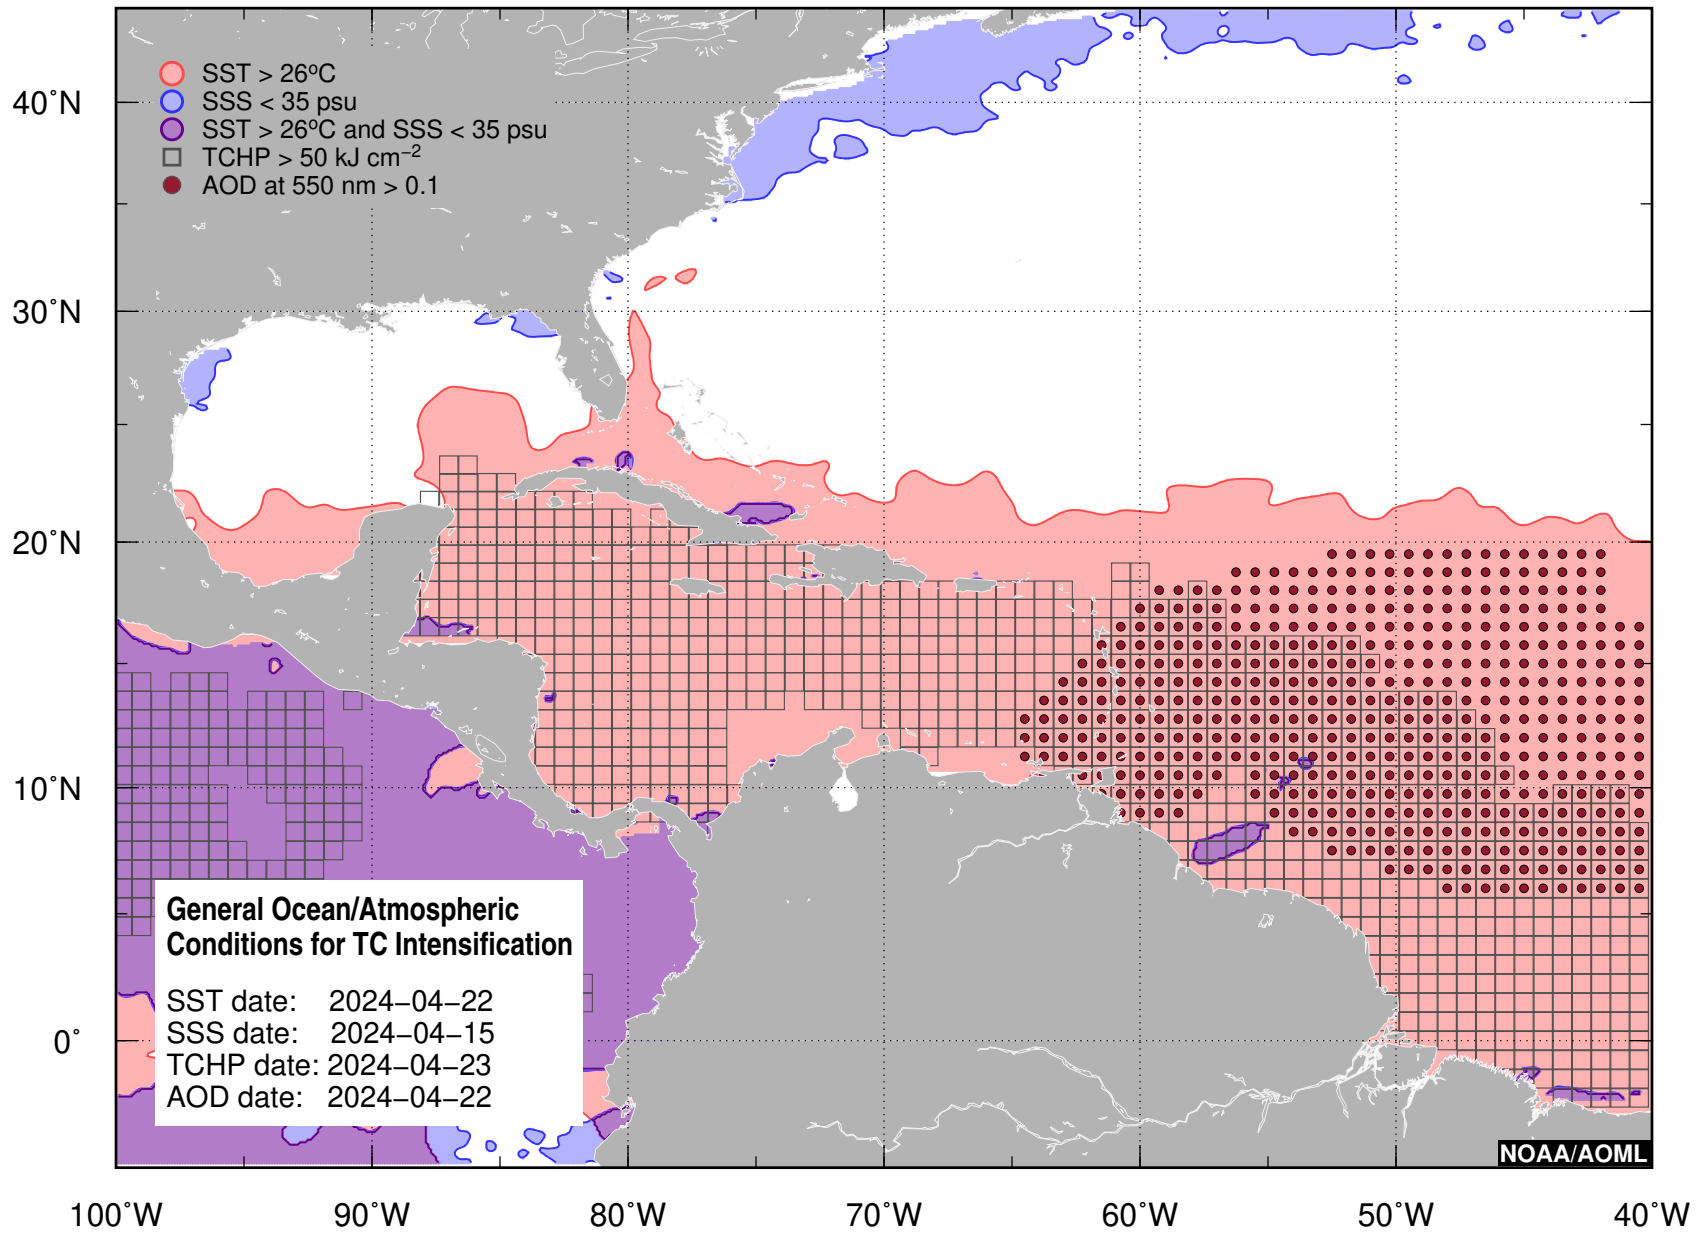 SST > 26°C
SSS < 35 psu
SST > 26°C and SSS < 35 psu
TCHP > 50 kJ cm⁻²
AOD at 550 nm > 0.1
40°N
30°N
20°N
10°N
0°
General Ocean/Atmospheric
Conditions for TC Intensification
SST date: 2024−04−22
SSS date: 2024−04−15
TCHP date: 2024−04−23
AOD date: 2024−04−22
NOAA/AOML
100°W 90°W 80°W 70°W 60°W 50°W 40°W